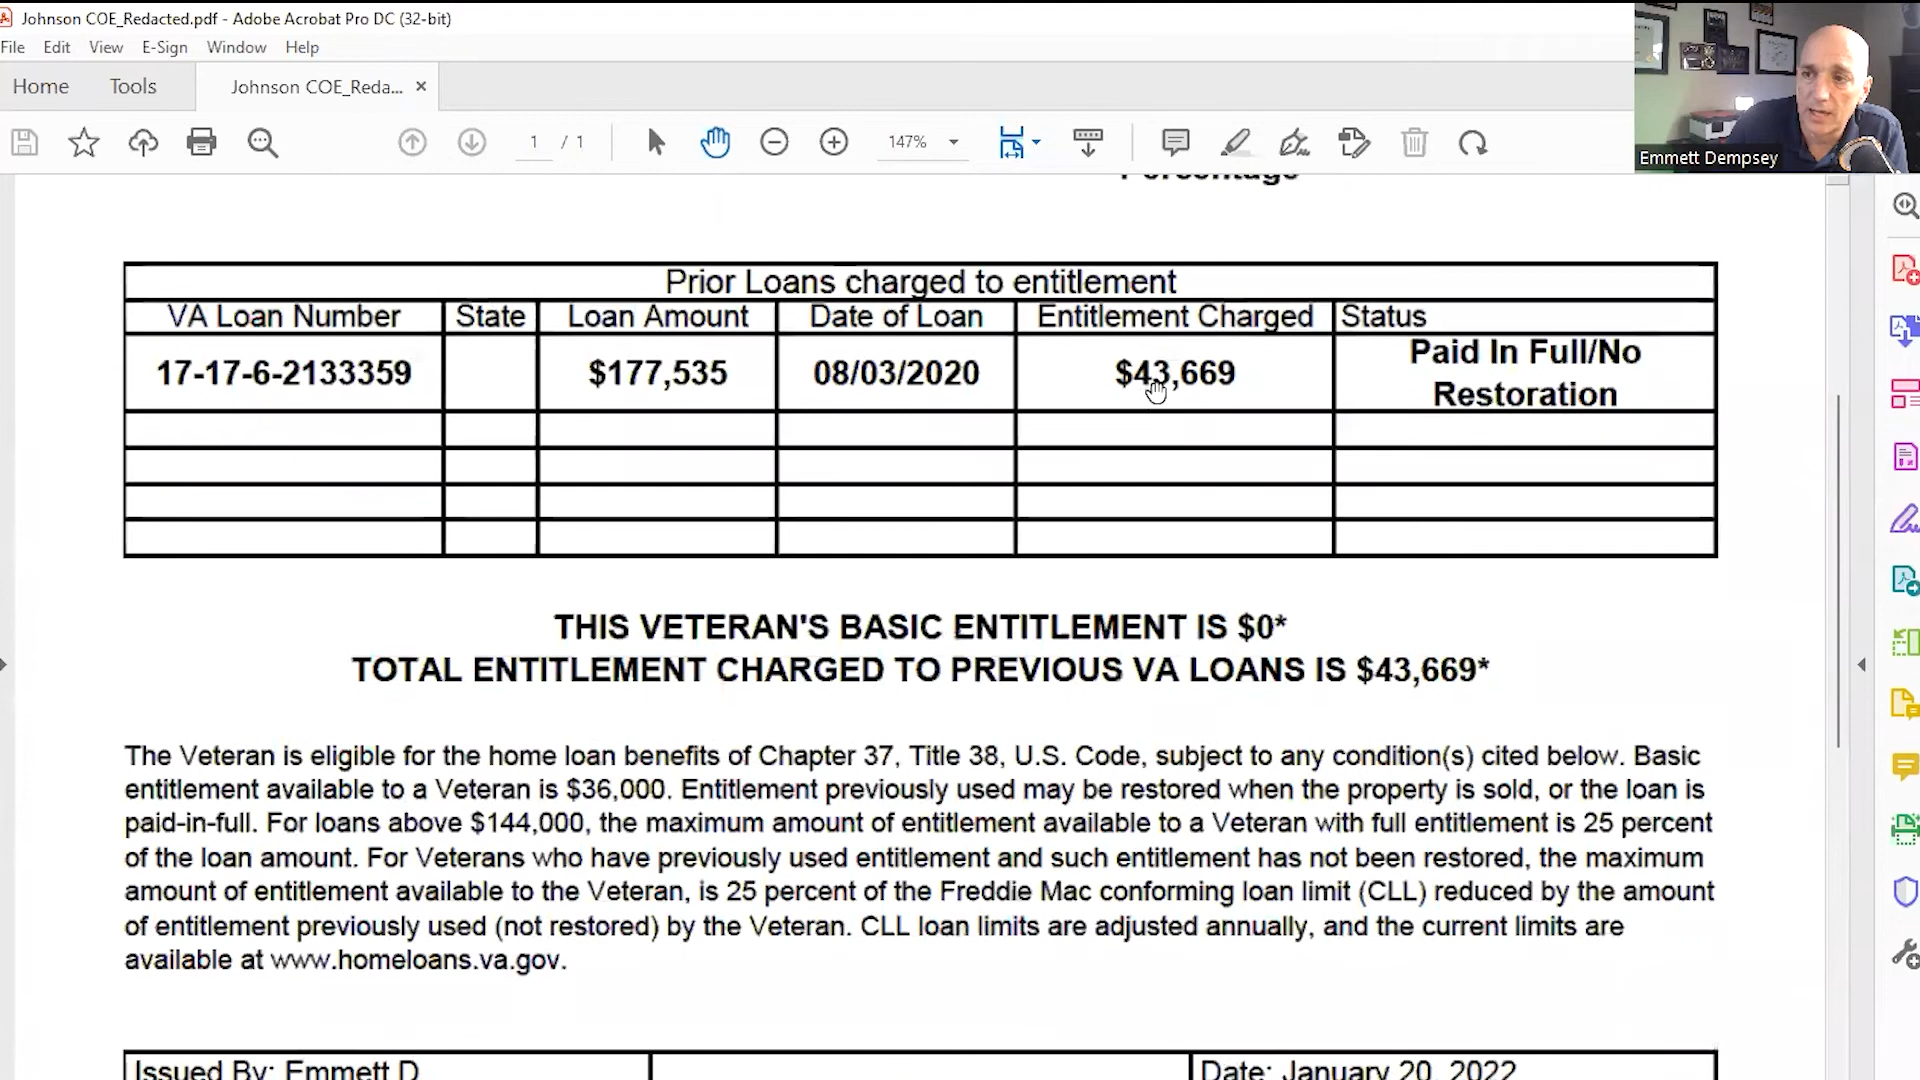 Johnson COE_Redacted.pdf - Adobe Acrobat Pro DC (32-bit)
File Edit View E-Sign Window Help
Home Tools Johnson COE_Reda... ×
1 / 1 147%
Emmett Dempsey
Percentage
Prior Loans charged to entitlement
VA Loan Number State Loan Amount Date of Loan Entitlement Charged Status
17-17-6-2133359 $177,535 08/03/2020 $43,669 Paid In Full/No
Restoration
THIS VETERAN'S BASIC ENTITLEMENT IS $0*
TOTAL ENTITLEMENT CHARGED TO PREVIOUS VA LOANS IS $43,669*
The Veteran is eligible for the home loan benefits of Chapter 37, Title 38, U.S. Code, subject to any condition(s) cited below. Basic
entitlement available to a Veteran is $36,000. Entitlement previously used may be restored when the property is sold, or the loan is
paid-in-full. For loans above $144,000, the maximum amount of entitlement available to a Veteran with full entitlement is 25 percent
of the loan amount. For Veterans who have previously used entitlement and such entitlement has not been restored, the maximum
amount of entitlement available to the Veteran, is 25 percent of the Freddie Mac conforming loan limit (CLL) reduced by the amount
of entitlement previously used (not restored) by the Veteran. CLL loan limits are adjusted annually, and the current limits are
available at www.homeloans.va.gov.
Issued By: Emmett D Date: January 20, 2022